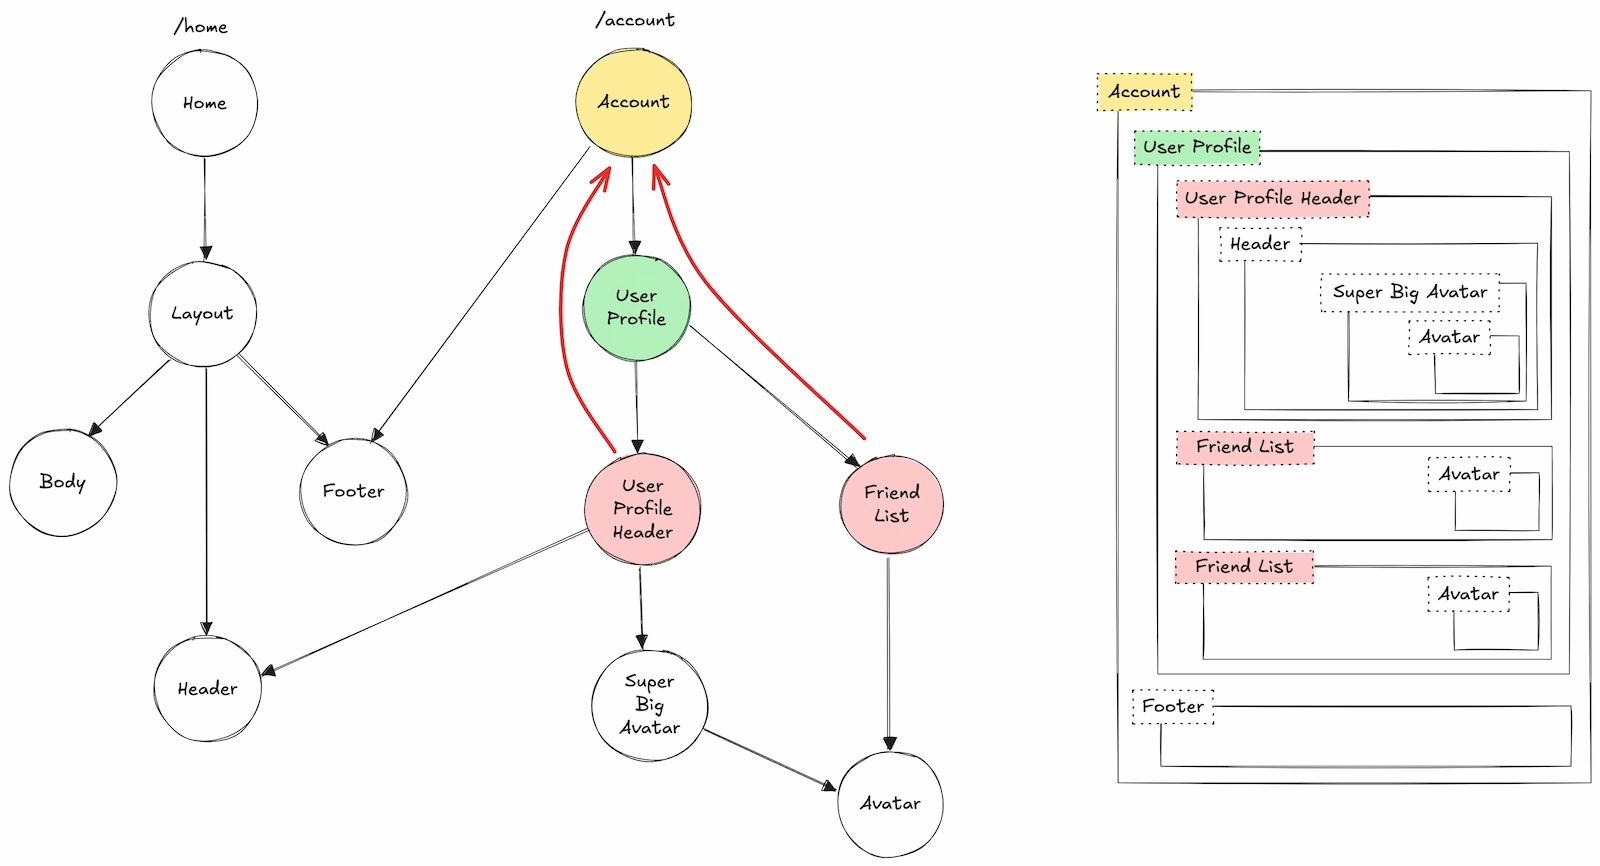 /home
/account
Home
Account
Layout
User
Profile
Body
Footer
User
Profile
Header
Friend
List
Header
Super
Big
Avatar
Avatar
Account
User Profile
User Profile Header
Header
Super Big Avatar
Avatar
Friend List
Avatar
Friend List
Avatar
Footer